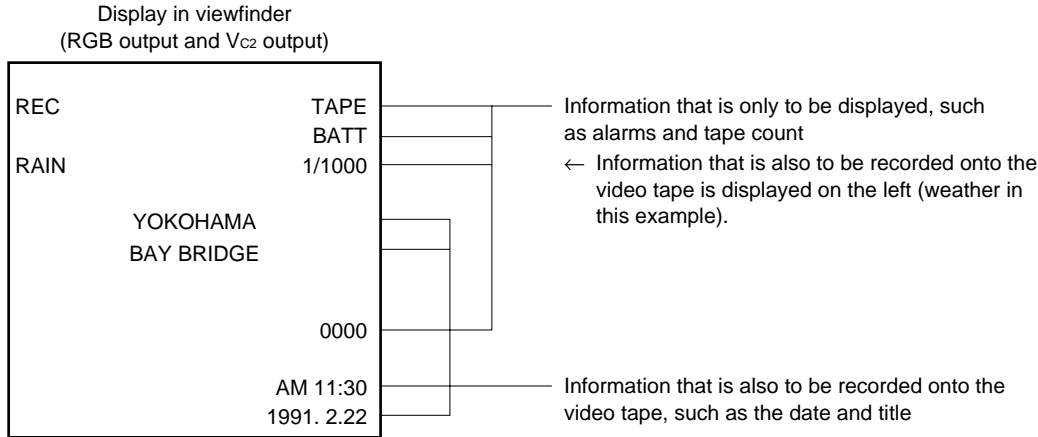 Display in viewfinder
(RGB output and VC2 output)
REC TAPE
BATT
RAIN 1/1000
YOKOHAMA
BAY BRIDGE
0000
AM 11:30
1991. 2.22
Information that is only to be displayed, such
as alarms and tape count
← Information that is also to be recorded onto the
video tape is displayed on the left (weather in
this example).
Information that is also to be recorded onto the
video tape, such as the date and title